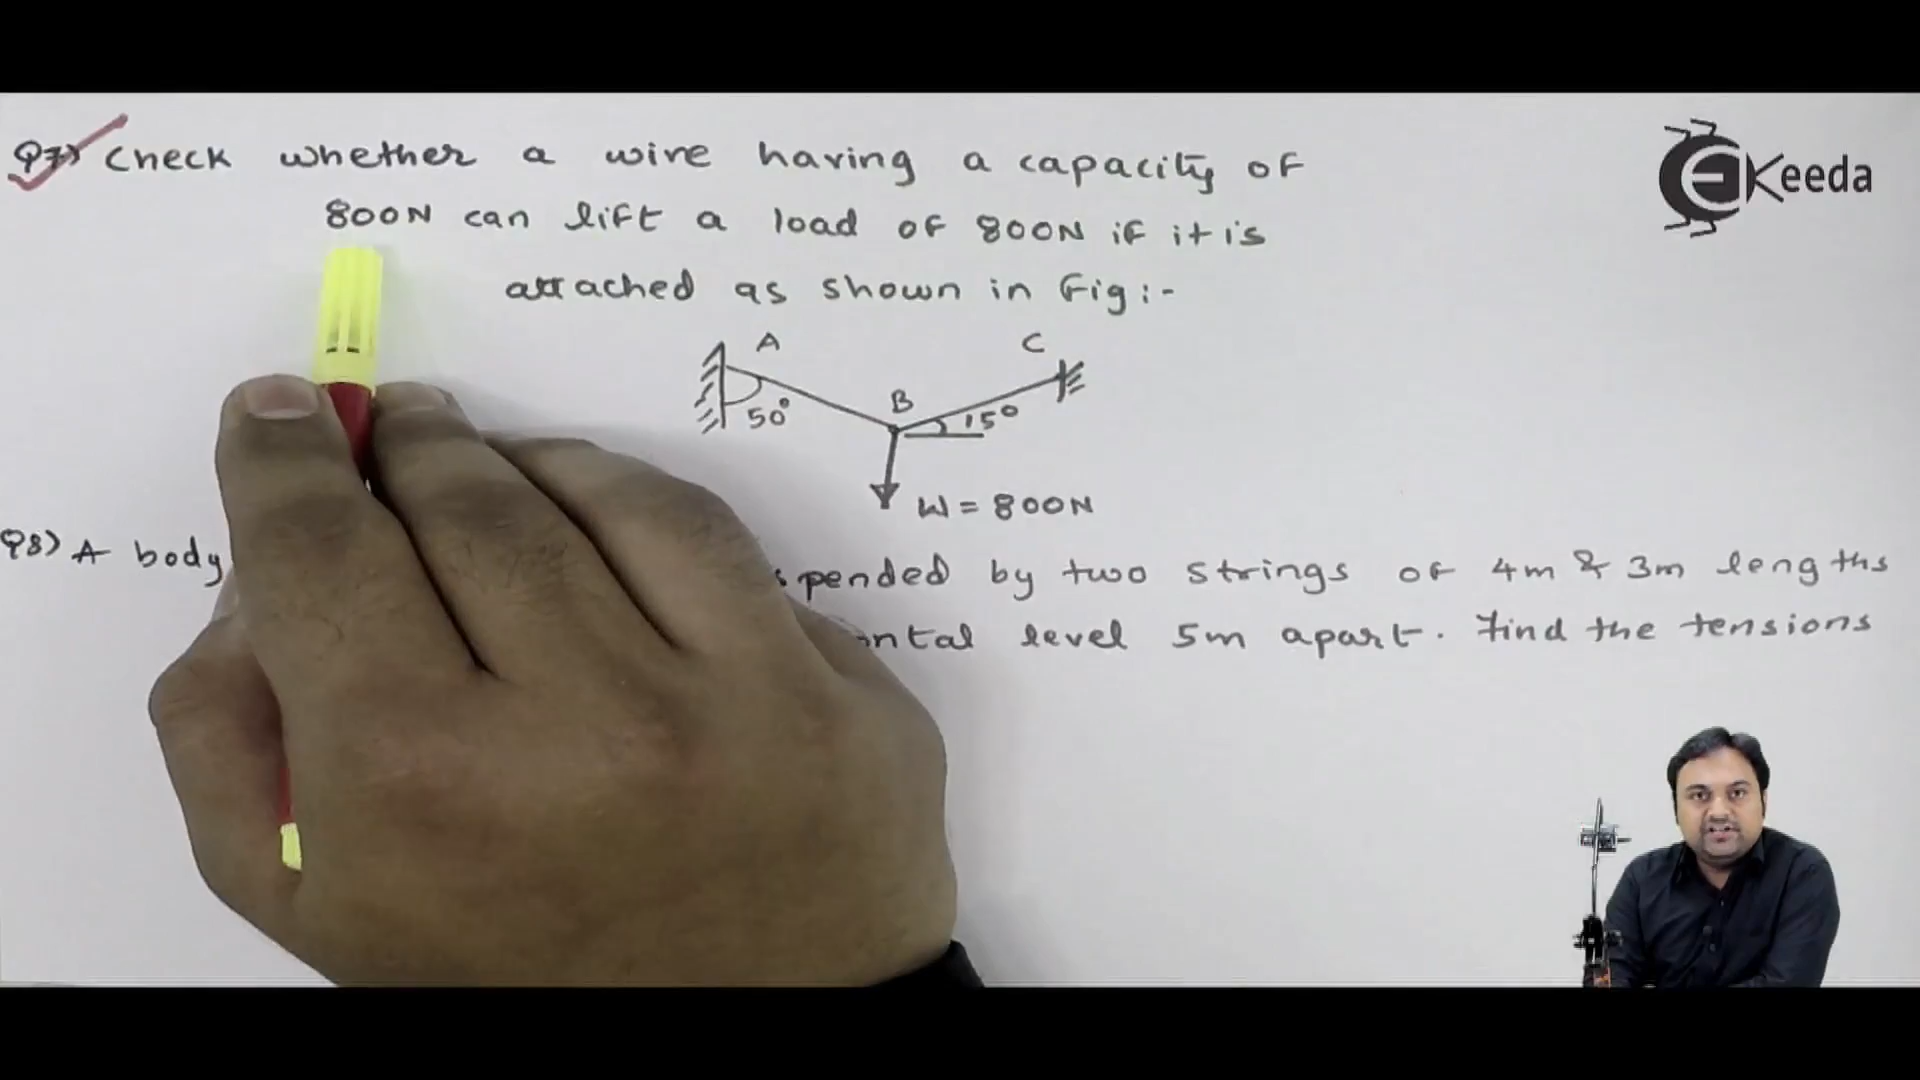 Q7) Check whether a wire having a capacity of
800N can lift a load of 800N if it is
attached as shown in fig:-
A
C
B
50°
15°
W = 800N
Q8) A body spended by two strings of 4m & 3m lengths
ontal level 5m apart. Find the tensions
EKeeda